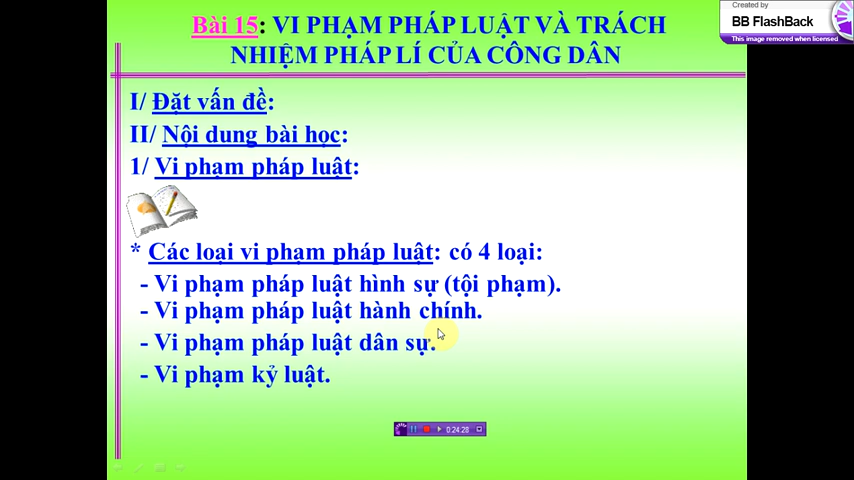 Created by
BB FlashBack
This image removed when licensed
Bài 15: VI PHẠM PHÁP LUẬT VÀ TRÁCH
NHIỆM PHÁP LÍ CỦA CÔNG DÂN
I/ Đặt vấn đề:
II/ Nội dung bài học:
1/ Vi phạm pháp luật:
* Các loại vi phạm pháp luật: có 4 loại:
- Vi phạm pháp luật hình sự (tội phạm).
- Vi phạm pháp luật hành chính.
- Vi phạm pháp luật dân sự.
- Vi phạm kỷ luật.
0:24:28